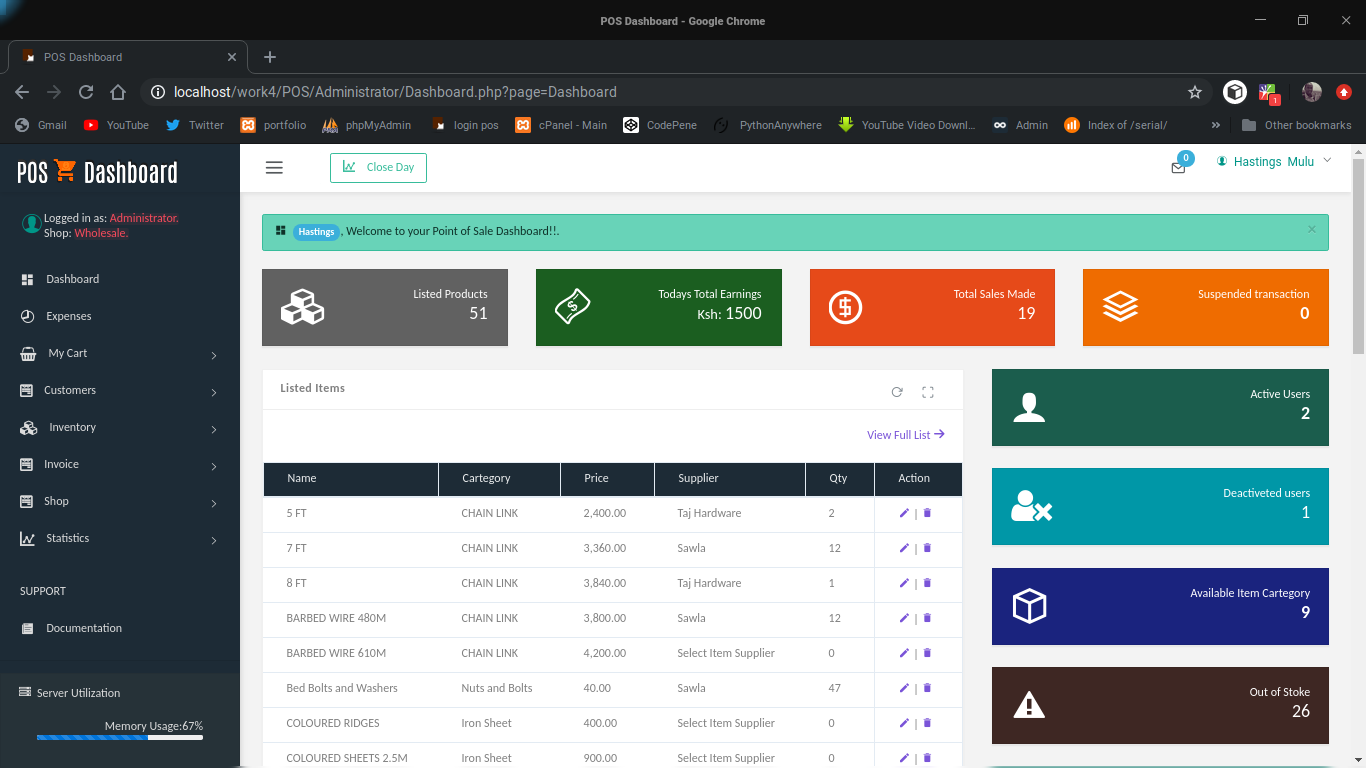 POS Dashboard - Google Chrome
POS Dashboard
localhost/work4/POS/Administrator/Dashboard.php?page=Dashboard
1
Gmail YouTube Twitter portfolio phpMyAdmin login pos cPanel - Main CodePene PythonAnywhere YouTube Video Downl... Admin Index of /serial/ » Other bookmarks
POS Dashboard
Close Day
0
Hastings Mulu
Logged in as: Administrator.
Shop: Wholesale.
Dashboard
Expenses
My Cart
Customers
Inventory
Invoice
Shop
Statistics
SUPPORT
Documentation
Server Utilization
Memory Usage:67%
Hastings , Welcome to your Point of Sale Dashboard!!.
×
Listed Products
51
Todays Total Earnings
Ksh: 1500
Total Sales Made
19
Suspended transaction
0
Listed Items
View Full List
Name Cartegory Price Supplier Qty Action
5 FT CHAIN LINK 2,400.00 Taj Hardware 2 |
7 FT CHAIN LINK 3,360.00 Sawla 12 |
8 FT CHAIN LINK 3,840.00 Taj Hardware 1 |
BARBED WIRE 480M CHAIN LINK 3,800.00 Sawla 12 |
BARBED WIRE 610M CHAIN LINK 4,200.00 Select Item Supplier 0 |
Bed Bolts and Washers Nuts and Bolts 40.00 Sawla 47 |
COLOURED RIDGES Iron Sheet 400.00 Select Item Supplier 0 |
COLOURED SHEETS 2.5M Iron Sheet 900.00 Select Item Supplier 0 |
Active Users
2
Deactiveted users
1
Available Item Cartegory
9
Out of Stoke
26